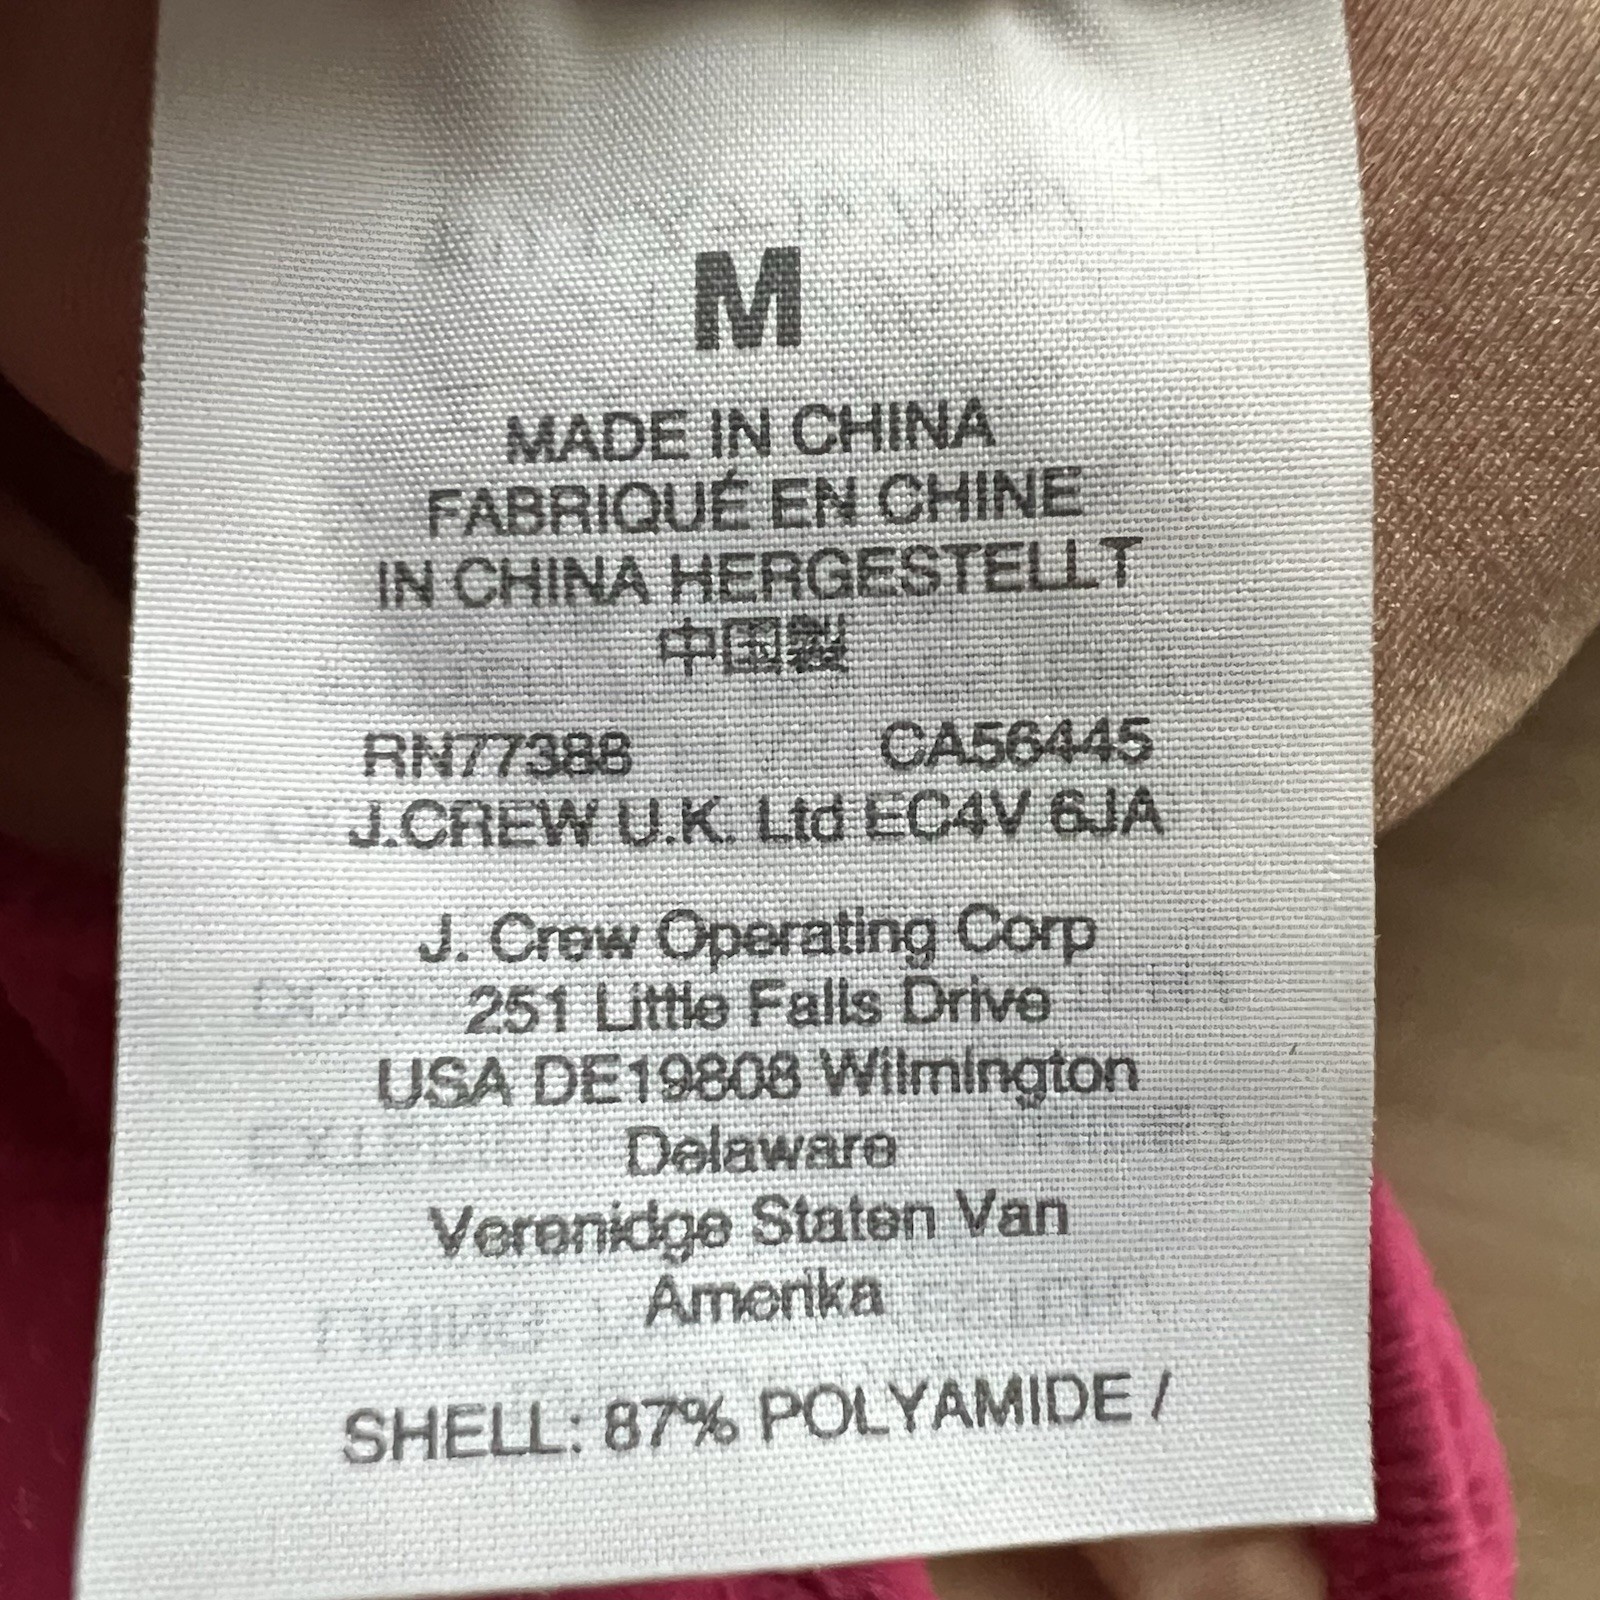 M
MADE IN CHINA
FABRIQUÉ EN CHINE
IN CHINA HERGESTELLT
中国製
RN77388 CA56445
J.CREW U.K. Ltd EC4V 6JA
J. Crew Operating Corp
251 Little Falls Drive
USA DE19808 Wilmington
Delaware
Verenidge Staten Van
Amerika
SHELL: 87% POLYAMIDE /